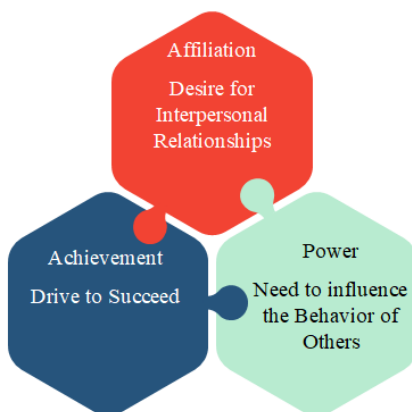 Affiliation
Desire for
Interpersonal
Relationships
Achievement
Drive to Succeed
Power
Need to influence
the Behavior of
Others